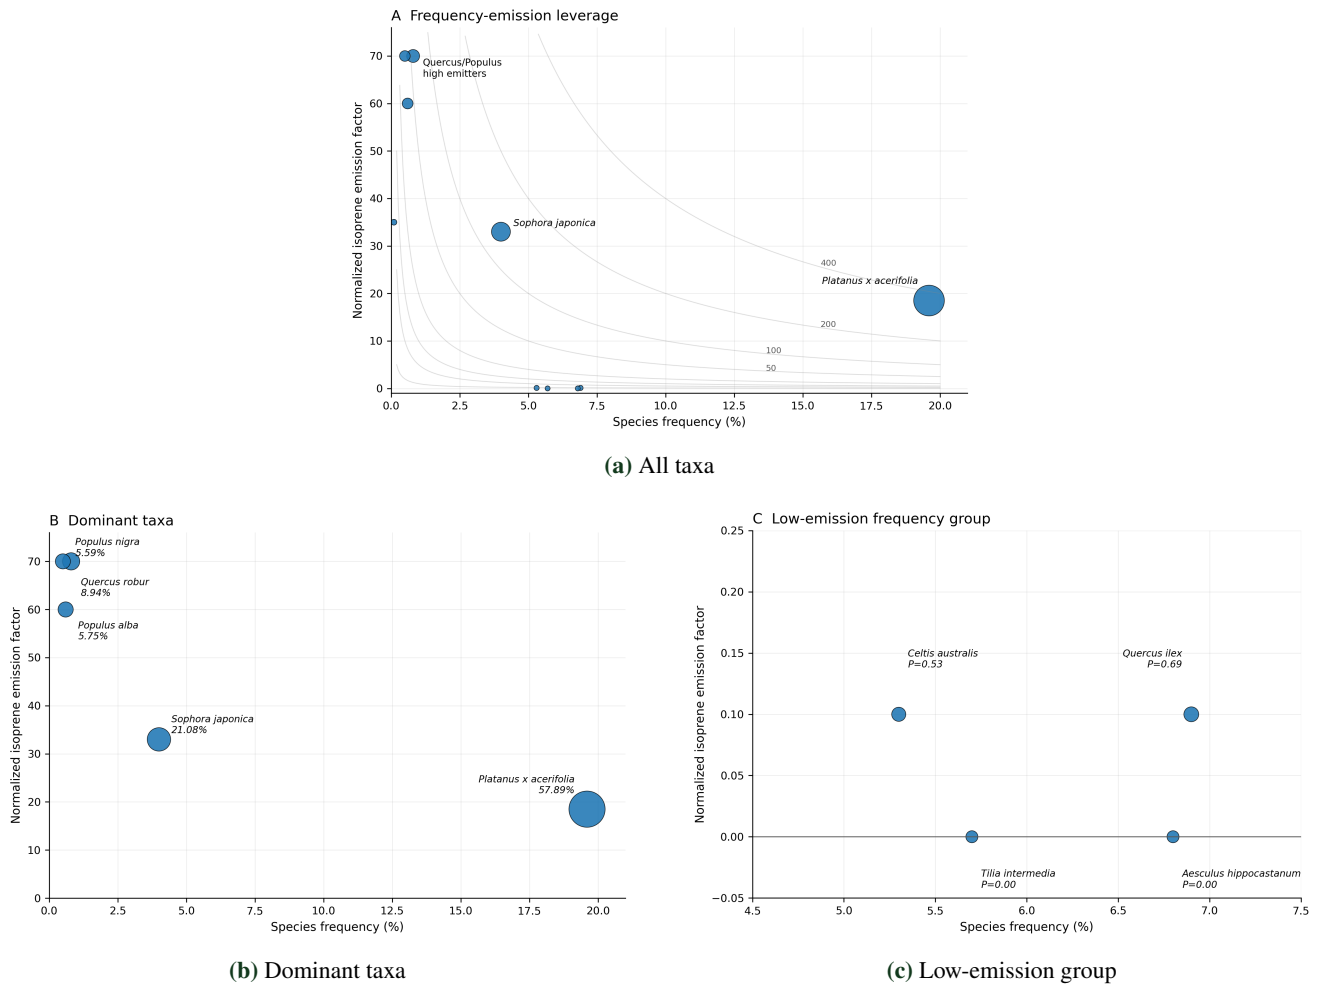 A Frequency-emission leverage
Normalized isoprene emission factor
70
60
50
40
30
20
10
0
Quercus/Populus
high emitters
Sophora japonica
Platanus x acerifolia
400
200
100
50
0.0 2.5 5.0 7.5 10.0 12.5 15.0 17.5 20.0
Species frequency (%)
(a) All taxa
B Dominant taxa
Normalized isoprene emission factor
70
60
50
40
30
20
10
0
Populus nigra
5.59%
Quercus robur
8.94%
Populus alba
5.75%
Sophora japonica
21.08%
Platanus x acerifolia
57.89%
0.0 2.5 5.0 7.5 10.0 12.5 15.0 17.5 20.0
Species frequency (%)
(b) Dominant taxa
C Low-emission frequency group
Normalized isoprene emission factor
0.25
0.20
0.15
0.10
0.05
0.00
−0.05
Celtis australis
P=0.53
Quercus ilex
P=0.69
Tilia intermedia
P=0.00
Aesculus hippocastanum
P=0.00
4.5 5.0 5.5 6.0 6.5 7.0 7.5
Species frequency (%)
(c) Low-emission group